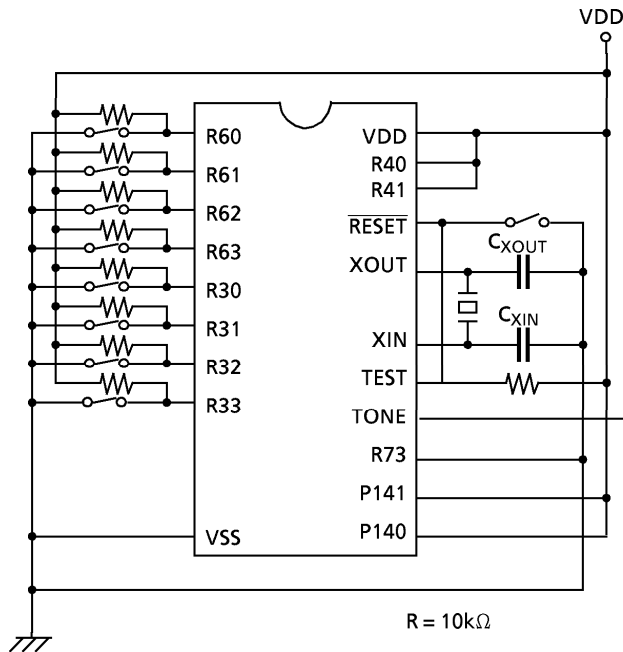 VDD
R60
R61
R62
R63
R30
R31
R32
R33
VSS
VDD
R40
R41
RESET
XOUT
XIN
TEST
TONE
R73
P141
P140
CXOUT
CXIN
R = 10kΩ